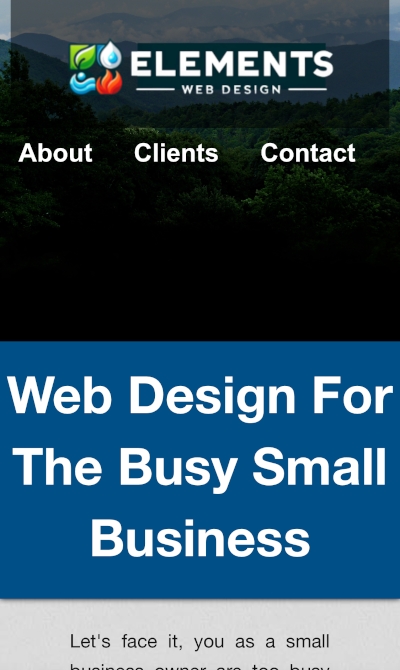 ELEMENTS
WEB DESIGN
About Clients Contact
Web Design For
The Busy Small
Business
Let's face it, you as a small
business owner are too busy